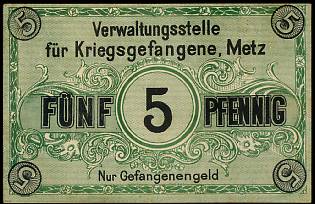 5 5
Verwaltungsstelle
für Kriegsgefangene, Metz
FÜNF 5 PFENNIG
Nur Gefangenengeld
5 5